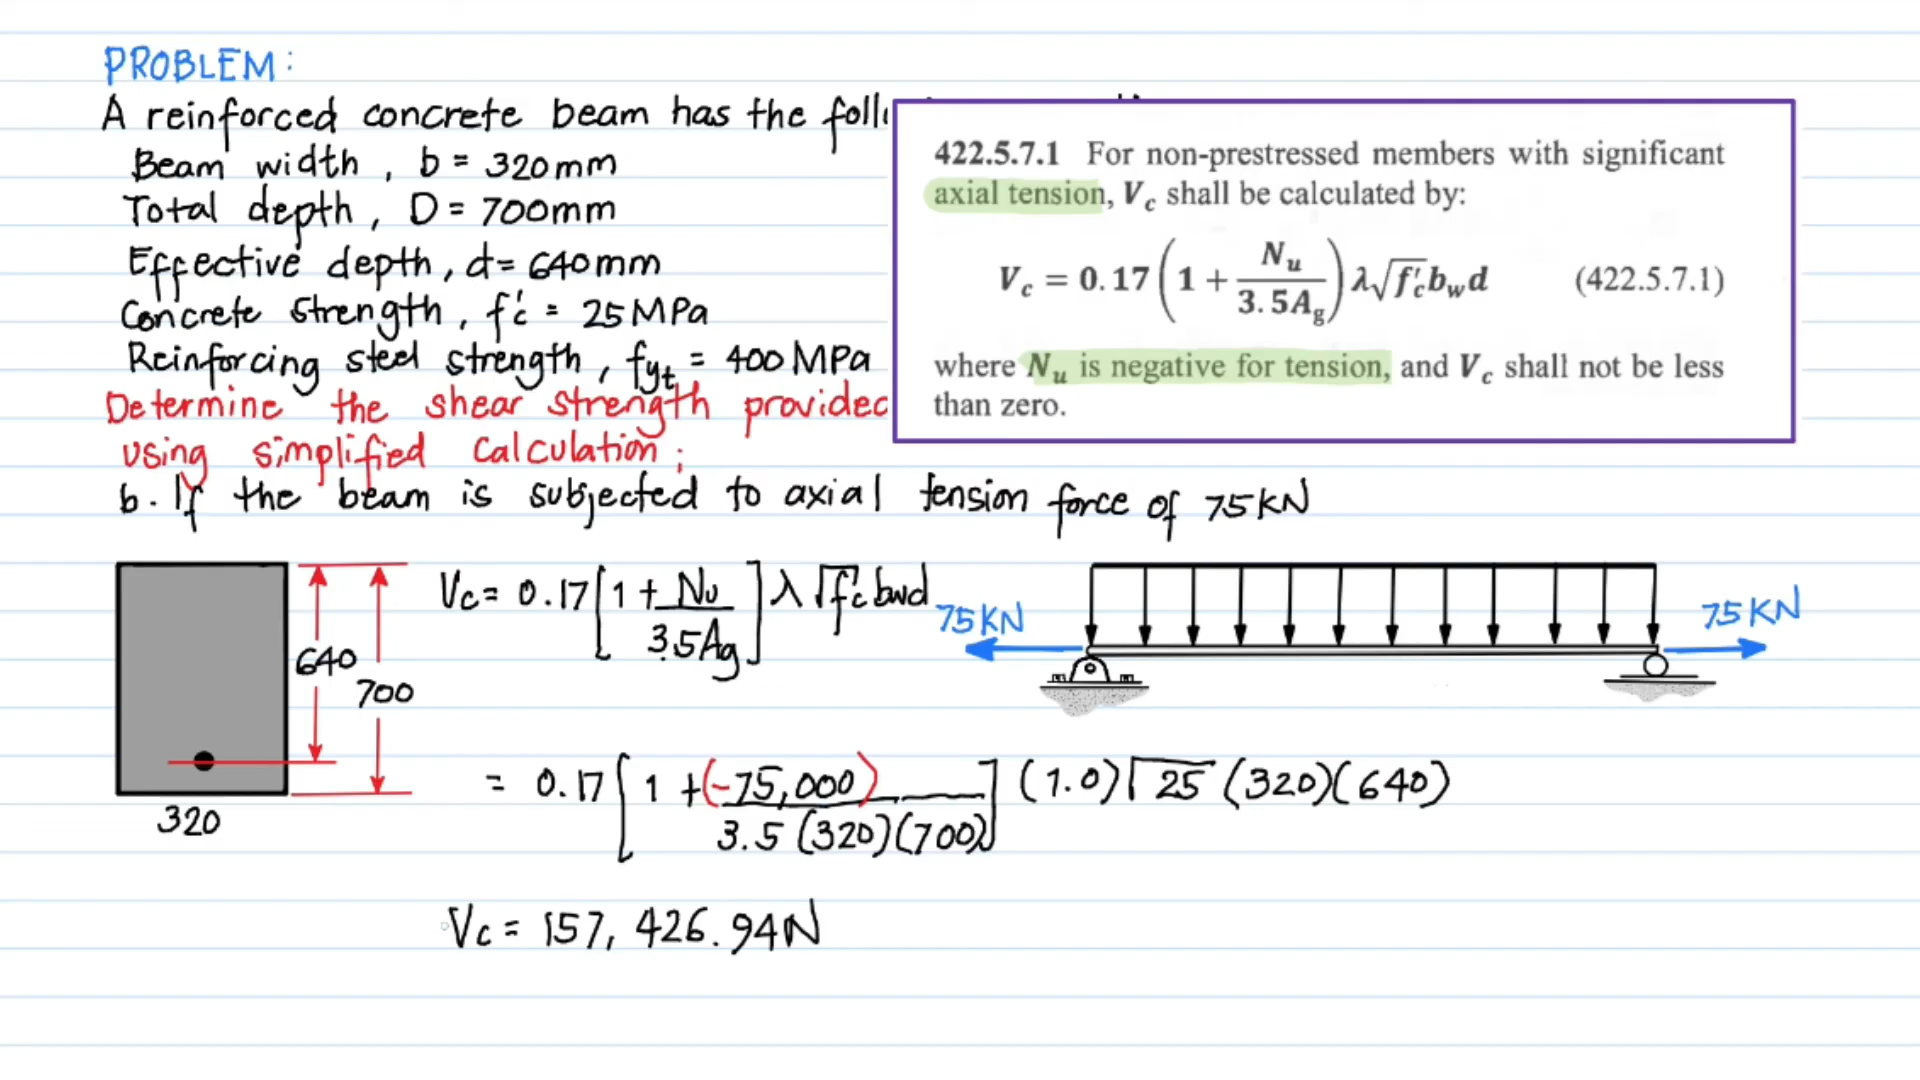 PROBLEM:
A reinforced concrete beam has the foll
Beam width, b = 320mm
Total depth, D = 700mm
Effective depth, d= 640mm
Concrete strength, f'c = 25MPa
Reinforcing steel strength, fyt = 400MPa
Determine the shear strength provided
using simplified calculation;
b. If the beam is subjected to axial tension force of 75KN
422.5.7.1 For non-prestressed members with significant
axial tension, Vc shall be calculated by:
Vc = 0.17 (1 + Nu / 3.5Ag) λ√f'c bwd (422.5.7.1)
where Nu is negative for tension, and Vc shall not be less
than zero.
640
700
320
Vc = 0.17 [1 + Nu / 3.5Ag] λ √f'c bwd
75KN
75KN
= 0.17 [1 + (-75,000) / 3.5(320)(700)] (1.0) √25 (320)(640)
Vc = 157,426.94N